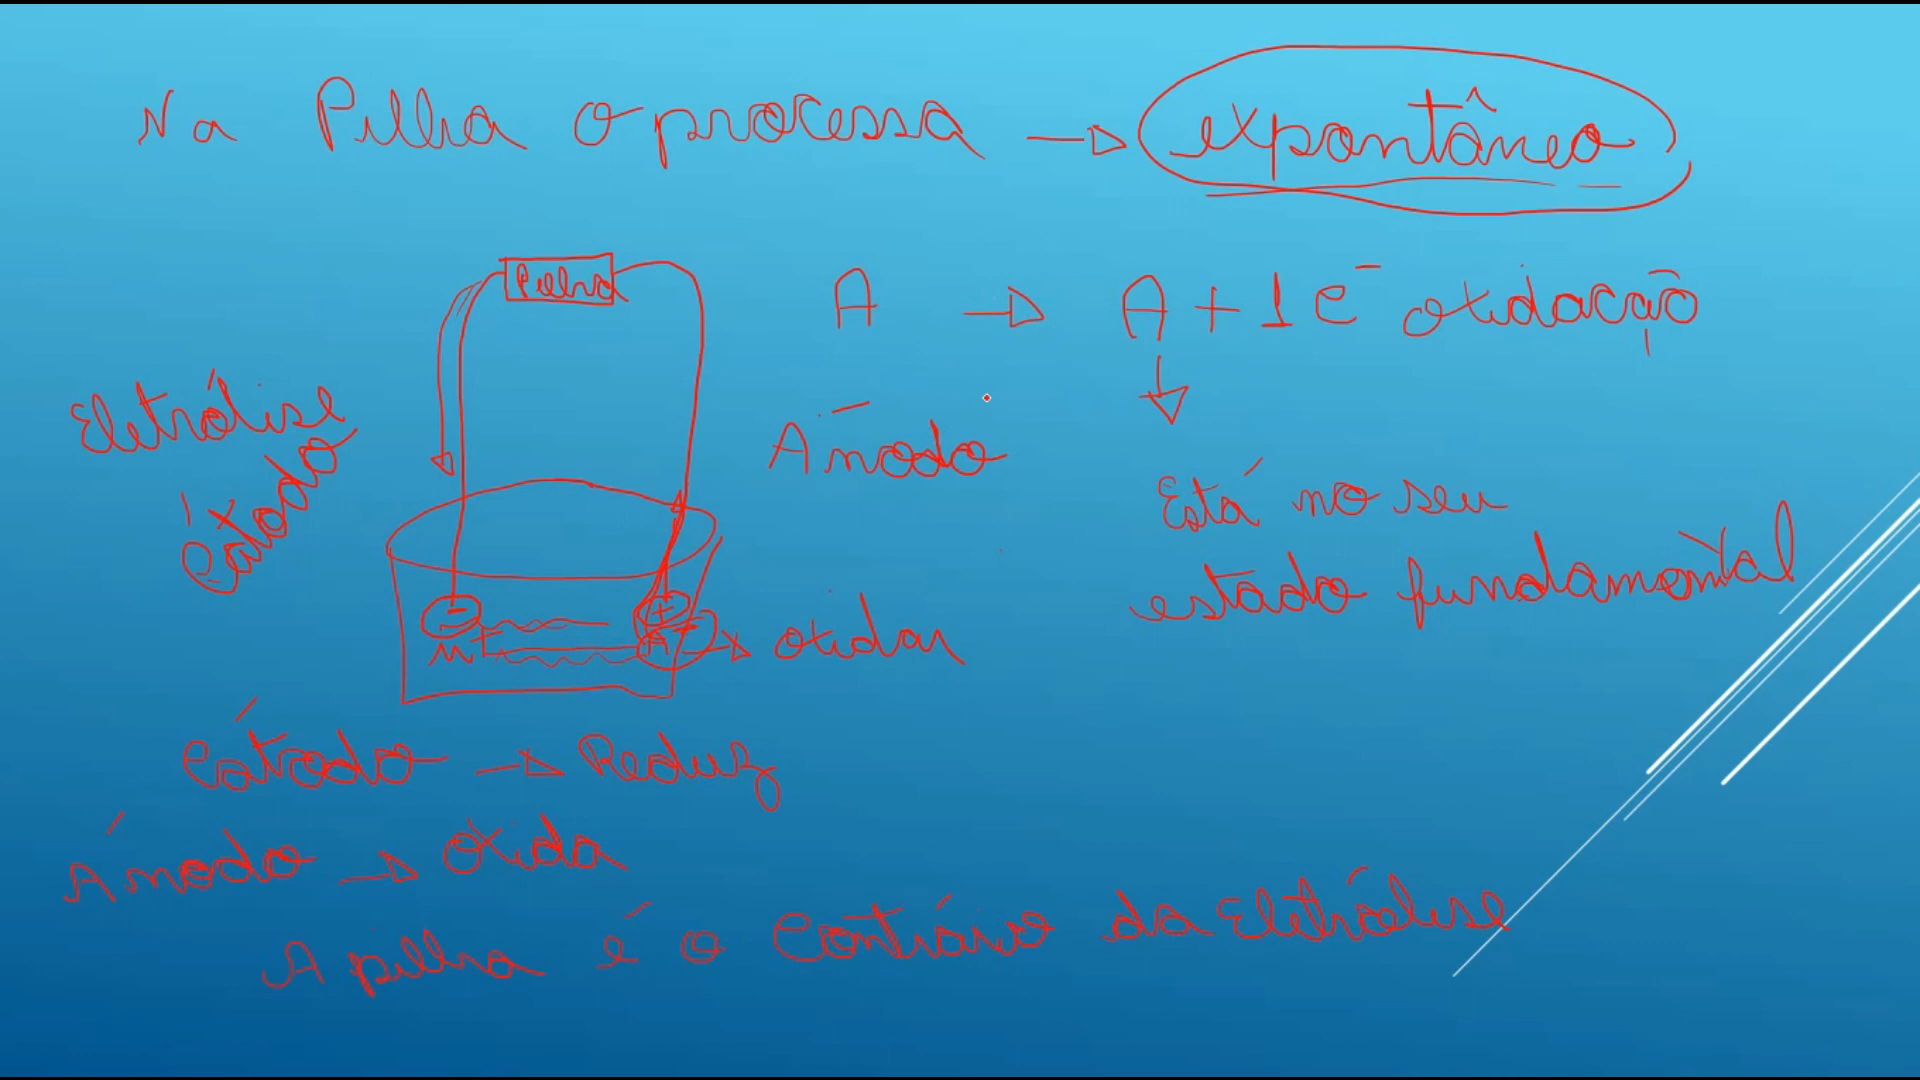 Na Pilha o processo → expontâneo
Pilha
A → A + 1 e⁻ oxidação
Eletrólise
Ânodo
Está no seu
cátodo
estado fundamental
− +
M⁺ A⁻ → oxidar
Cátodo → Reduz
Ânodo → Oxida
A pilha é o Contrário da Eletrólise